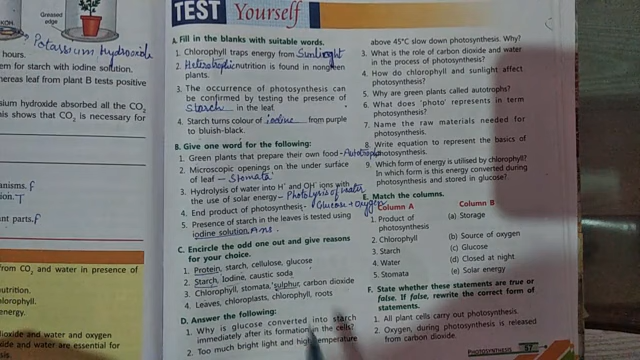 Greased
edge
Potassium Hydroxide
hours.
em for starch with iodine solution.
hereas leaf from plant B tests positive
sium hydroxide absorbed all the CO2
his shows that CO2 is necessary for
anisms. f
ion. T
ant parts. f
from CO2 and water in presence of
hlorophyll.
energy.
dioxide and water and oxygen
dioxide and water are essential for
TEST Yourself
A. Fill in the blanks with suitable words.
1. Chlorophyll traps energy from Sunlight
2. Heterotrophic nutrition is found in nongreen
plants.
3. The occurrence of photosynthesis can
be confirmed by testing the presence of
Starch in the leaf.
4. Starch turns colour of iodine from purple
to bluish-black.
B. Give one word for the following:
1. Green plants that prepare their own food - Autotrophs
2. Microscopic openings on the under surface
of leaf - Stomata
3. Hydrolysis of water into H+ and OH- ions with
the use of solar energy - Photolysis of water
4. End product of photosynthesis - Glucose + oxygen
5. Presence of starch in the leaves is tested using
iodine solution. Ans.
C. Encircle the odd one out and give reasons
for your choice.
1. Protein, starch, cellulose, glucose
2. Starch, Iodine, caustic soda
3. Chlorophyll, stomata, sulphur, carbon dioxide
4. Leaves, chloroplasts, chlorophyll, roots
D. Answer the following:
1. Why is glucose converted into starch
immediately after its formation in the cells?
2. Too much bright light and high temperature
above 45°C slow down photosynthesis. Why?
3. What is the role of carbon dioxide and water
in the process of photosynthesis?
4. How do chlorophyll and sunlight affect
photosynthesis?
5. Why are green plants called autotrophs?
6. What does 'photo' represents in term
photosynthesis?
7. Name the raw materials needed for
photosynthesis.
8. Write equation to represent the basics of
photosynthesis.
9. Which form of energy is utilised by chlorophyll?
In which form is this energy converted during
photosynthesis and stored in glucose?
E. Match the columns.
Column A Column B
1. Product of photosynthesis (a) Storage
2. Chlorophyll (b) Source of oxygen
3. Starch (c) Glucose
4. Water (d) Closed at night
5. Stomata (e) Solar energy
F. State whether these statements are true or
false. If false, rewrite the correct form of
statements.
1. All plant cells carry out photosynthesis.
2. Oxygen, during photosynthesis is released
from carbon dioxide.
PHOTOSYNTHESIS 57